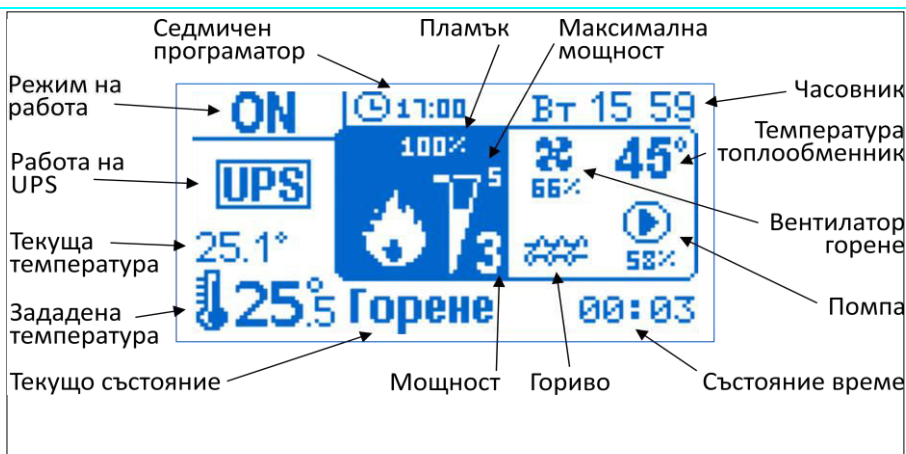 Седмичен
програматор
Пламък
Максимална
мощност
Режим на
работа
Часовник
ON
17:00
Вт 15 59
Температура
топлообменник
100%
45°
Работа на
UPS
UPS
5
66%
Вентилатор
горене
Текуща
температура
25.1°
3
58%
Помпа
Зададена
температура
25°5
Горене
00:03
Текущо състояние
Мощност
Гориво
Състояние време